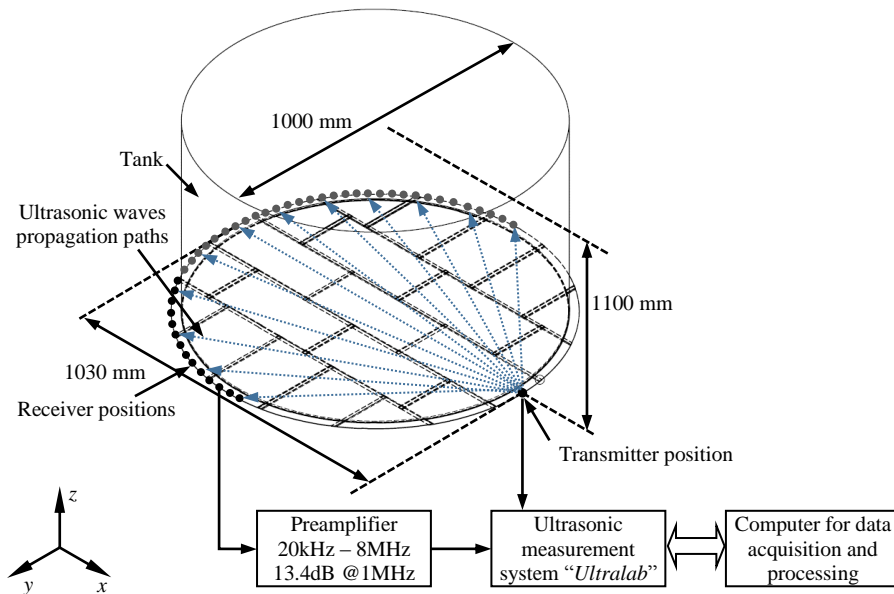 1000 mm
Tank
Ultrasonic waves
propagation paths
1100 mm
1030 mm
Receiver positions
Transmitter position
z
y
x
Preamplifier
20kHz – 8MHz
13.4dB @1MHz
Ultrasonic
measurement
system “Ultralab”
Computer for data
acquisition and
processing